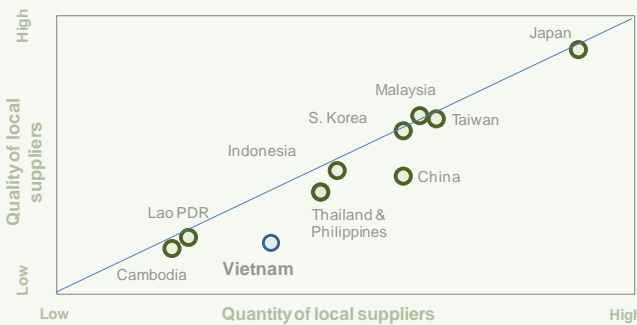 High
Quality of local
suppliers
Low
Japan
Malaysia
Taiwan
S. Korea
Indonesia
China
Thailand &
Philippines
Lao PDR
Cambodia
Vietnam
Low
Quantity of local suppliers
High